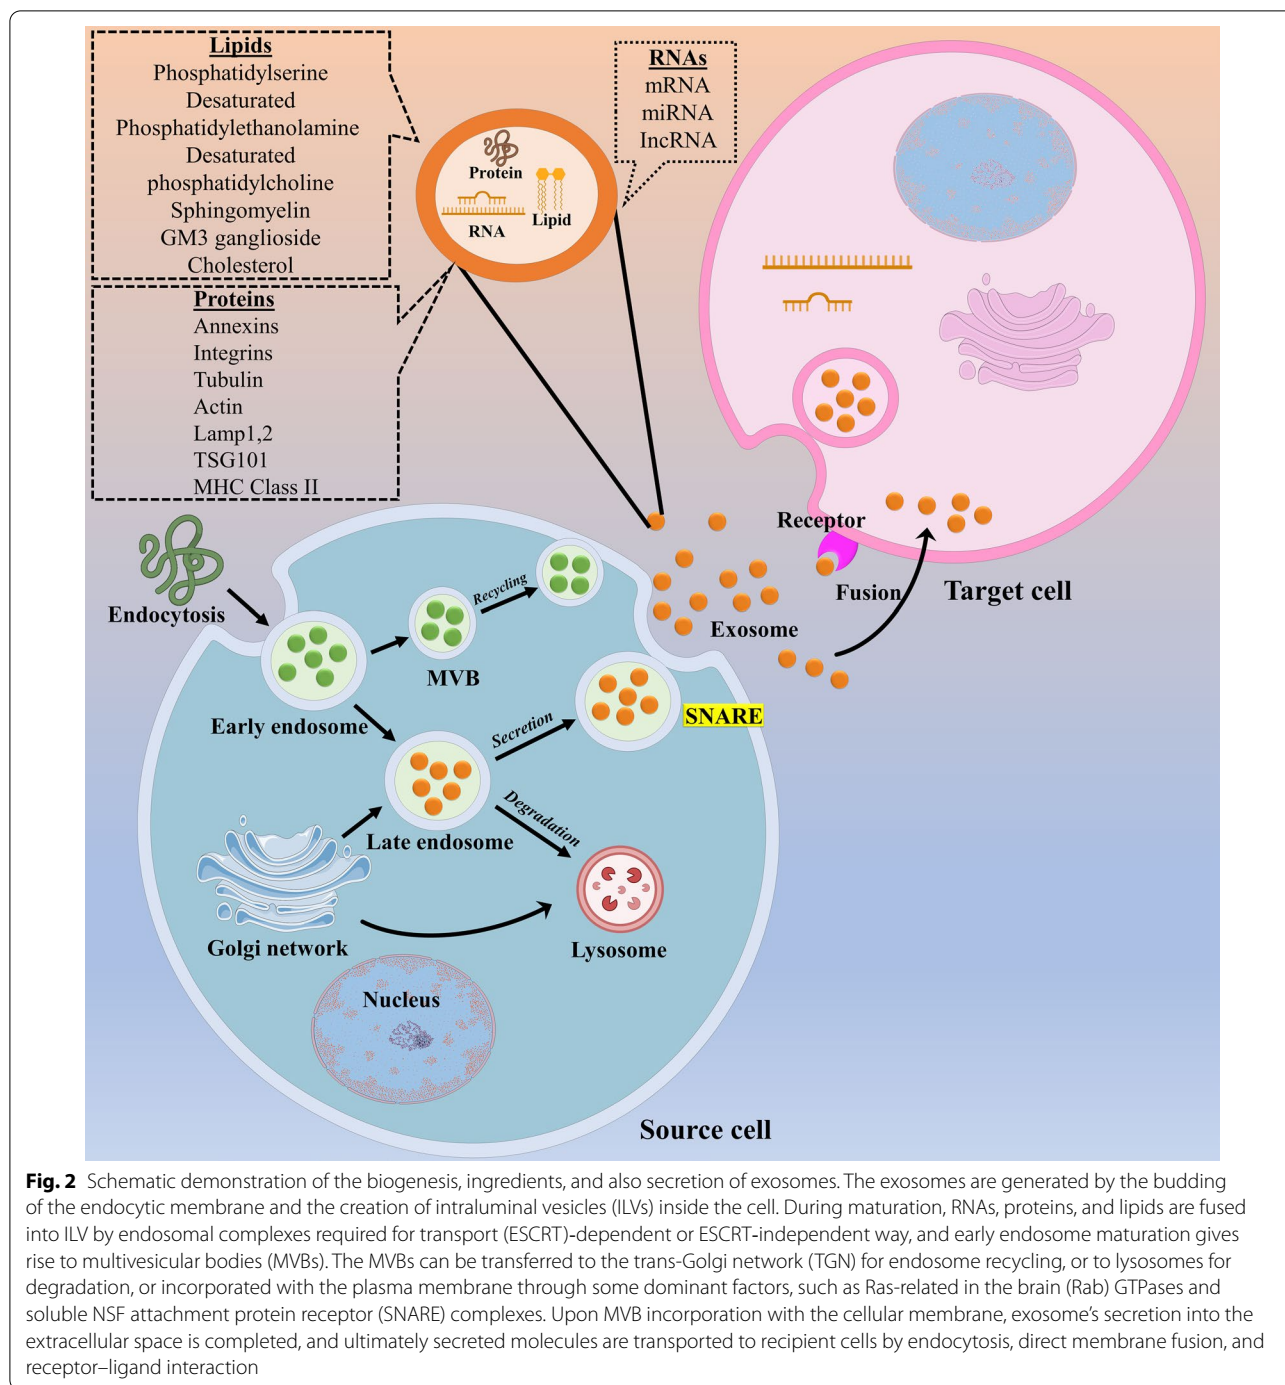 Lipids
Phosphatidylserine
Desaturated
Phosphatidylethanolamine
Desaturated
phosphatidylcholine
Sphingomyelin
GM3 ganglioside
Cholesterol
RNAs
mRNA
miRNA
lncRNA
Protein
RNA
Lipid
Proteins
Annexins
Integrins
Tubulin
Actin
Lamp1,2
TSG101
MHC Class II
Receptor
Fusion
Target cell
Exosome
Endocytosis
Recycling
MVB
Early endosome
Secretion
SNARE
Late endosome
Degradation
Golgi network
Lysosome
Nucleus
Source cell
Fig. 2 Schematic demonstration of the biogenesis, ingredients, and also secretion of exosomes. The exosomes are generated by the budding
of the endocytic membrane and the creation of intraluminal vesicles (ILVs) inside the cell. During maturation, RNAs, proteins, and lipids are fused
into ILV by endosomal complexes required for transport (ESCRT)-dependent or ESCRT-independent way, and early endosome maturation gives
rise to multivesicular bodies (MVBs). The MVBs can be transferred to the trans-Golgi network (TGN) for endosome recycling, or to lysosomes for
degradation, or incorporated with the plasma membrane through some dominant factors, such as Ras-related in the brain (Rab) GTPases and
soluble NSF attachment protein receptor (SNARE) complexes. Upon MVB incorporation with the cellular membrane, exosome's secretion into the
extracellular space is completed, and ultimately secreted molecules are transported to recipient cells by endocytosis, direct membrane fusion, and
receptor–ligand interaction